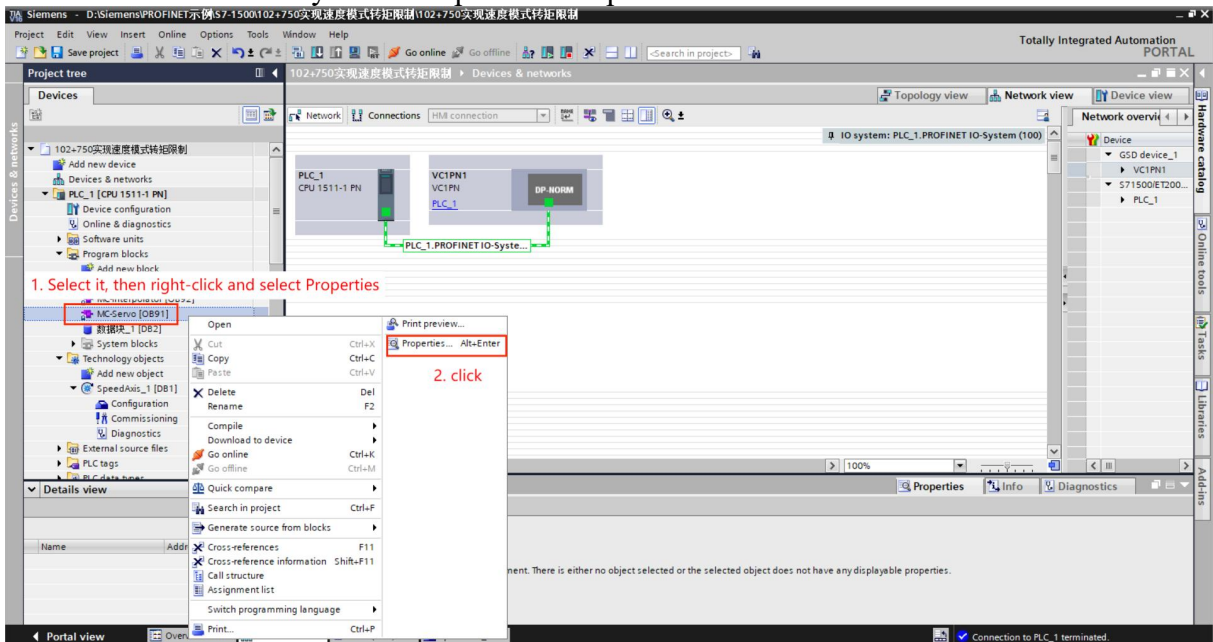 Siemens - D:\Siemens\PROFINET示例\S7-1500\102+750实现速度模式转矩限制\102+750实现速度模式转矩限制
Project Edit View Insert Online Options Tools Window Help
Totally Integrated Automation
PORTAL
Save project
Go online Go offline
<Search in project>
Project tree
102+750实现速度模式转矩限制 ▸ Devices & networks
Devices
Topology view Network view Device view
Network Connections HMI connection
Network overvie
IO system: PLC_1.PROFINET IO-System (100)
Device
GSD device_1
VC1PN1
S71500/ET200...
PLC_1
102+750实现速度模式转矩限制
Add new device
Devices & networks
PLC_1 [CPU 1511-1 PN]
Device configuration
Online & diagnostics
Software units
Program blocks
Add new block
PLC_1
CPU 1511-1 PN
VC1PN1
VC1PN
PLC_1
DP-NORM
PLC_1.PROFINET IO-Syste...
1. Select it, then right-click and select Properties
MC-Interpolator [OB92]
MC-Servo [OB91]
数据块_1 [DB2]
System blocks
Technology objects
Add new object
SpeedAxis_1 [DB1]
Configuration
Commissioning
Diagnostics
External source files
PLC tags
PLC data types
Open
Cut Ctrl+X
Copy Ctrl+C
Paste Ctrl+V
Delete Del
Rename F2
Compile
Download to device
Go online Ctrl+K
Go offline Ctrl+M
Quick compare
Search in project Ctrl+F
Generate source from blocks
Cross-references F11
Cross-reference information Shift+F11
Call structure
Assignment list
Switch programming language
Print... Ctrl+P
Print preview...
Properties... Alt+Enter
2. click
100%
Properties Info Diagnostics
Details view
Name Addr
nent. There is either no object selected or the selected object does not have any displayable properties.
Devices & networks
Hardware catalog
Online tools
Tasks
Libraries
Add-ins
Portal view
Over
Connection to PLC_1 terminated.